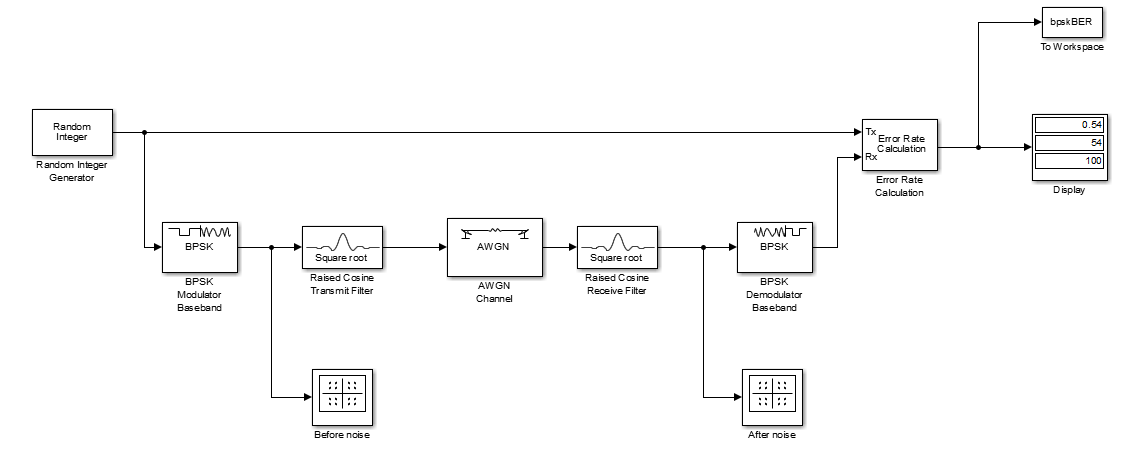 bpskBER
To Workspace
Random
Integer
Random Integer
Generator
Tx
Rx
Error Rate
Calculation
Error Rate
Calculation
0.54
54
100
Display
BPSK
BPSK
Modulator
Baseband
Square root
Raised Cosine
Transmit Filter
AWGN
AWGN
Channel
Square root
Raised Cosine
Receive Filter
BPSK
BPSK
Demodulator
Baseband
Before noise
After noise